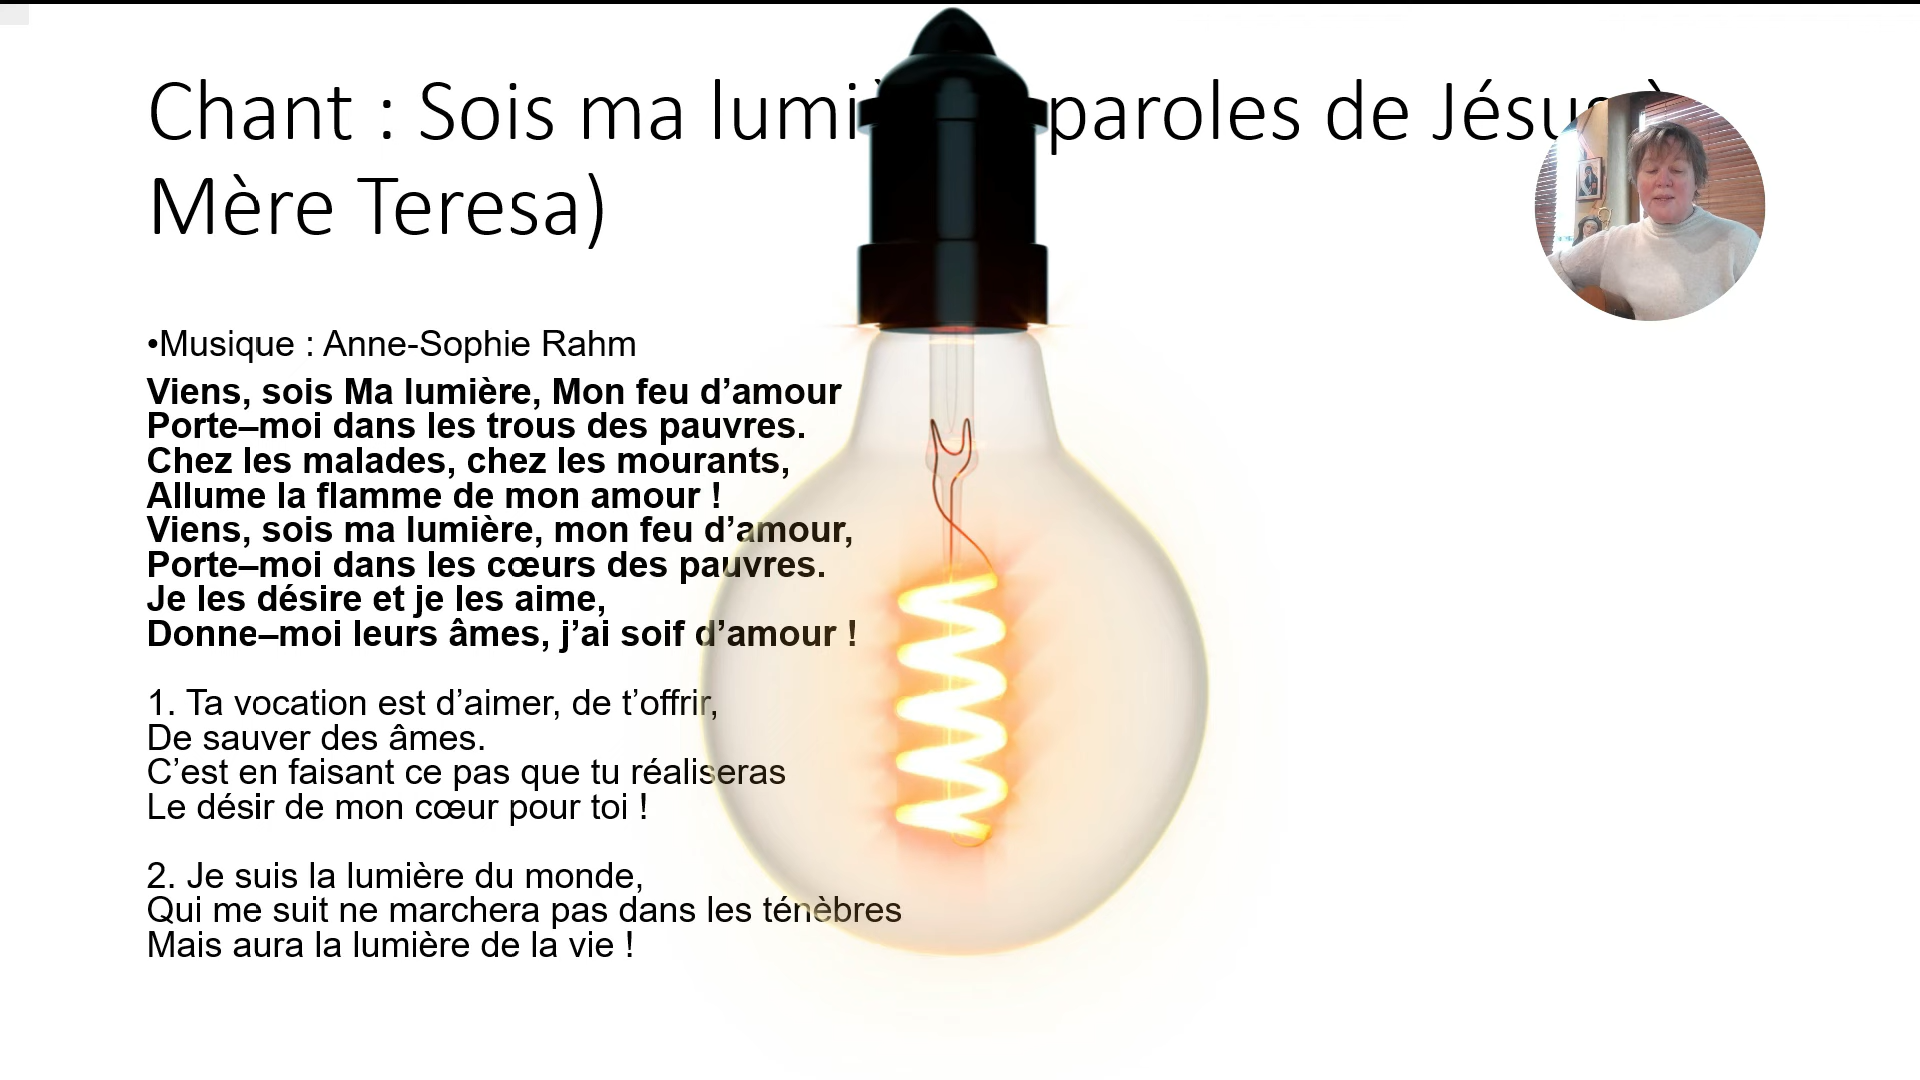 Chant : Sois ma paroles de Jésus à
Mère Teresa)
•Musique : Anne-Sophie Rahm
Viens, sois Ma lumière, Mon feu d’amour
Porte–moi dans les trous des pauvres.
Chez les malades, chez les mourants,
Allume la flamme de mon amour !
Viens, sois ma lumière, mon feu d’amour,
Porte–moi dans les cœurs des pauvres.
Je les désire et je les aime,
Donne–moi leurs âmes, j’ai soif d’amour !
1. Ta vocation est d’aimer, de t’offrir,
De sauver des âmes.
C’est en faisant ce pas que tu réaliseras
Le désir de mon cœur pour toi !
2. Je suis la lumière du monde,
Qui me suit ne marchera pas dans les ténèbres
Mais aura la lumière de la vie !